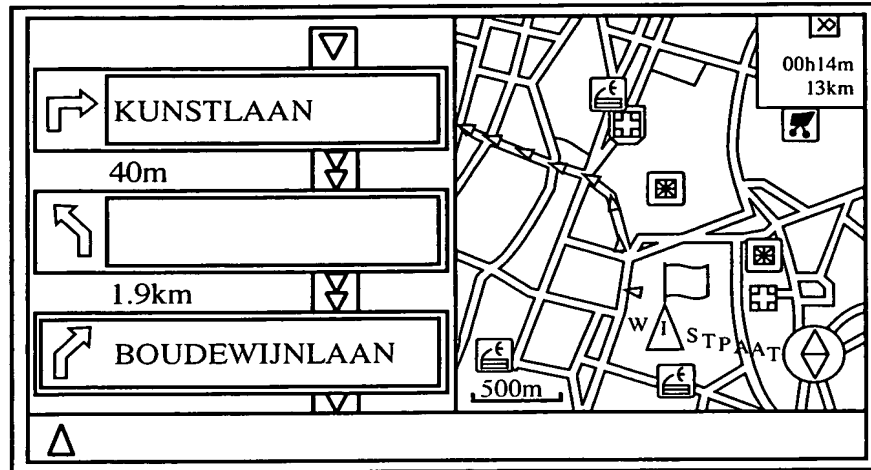 KUNSTLAAN
40m
1.9km
BOUDEWIJNLAAN
00h14m
13km
W I STPAAT
500m